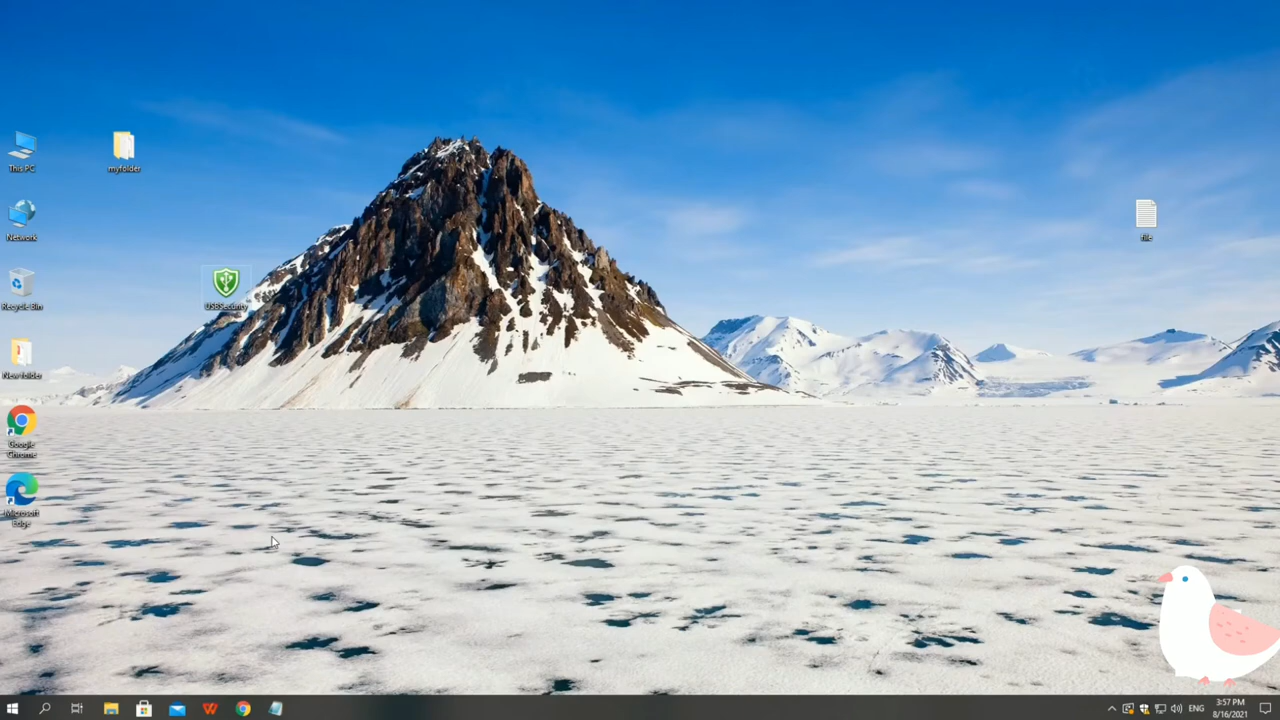 This PC
myfolder
Network
file
Recycle Bin
USBSecurity
New folder
Google
Chrome
Microsoft
Edge
ENG
3:57 PM
8/16/2021